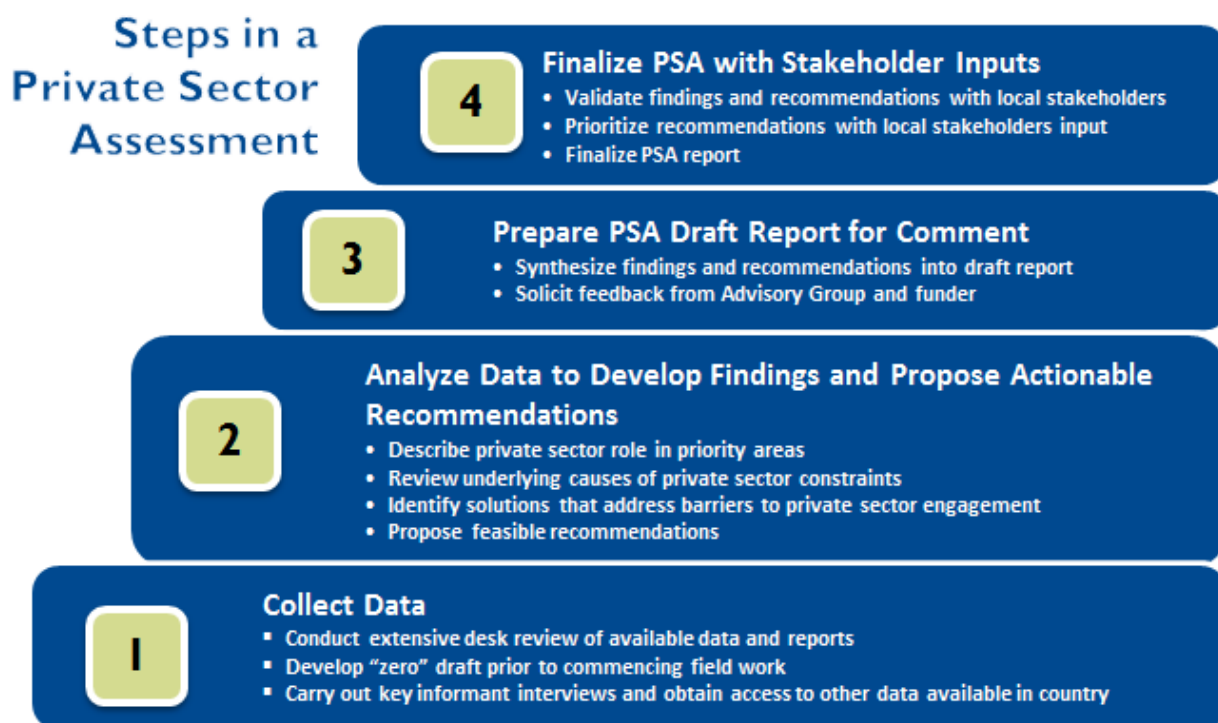 Steps in a
Private Sector
Assessment
4
Finalize PSA with Stakeholder Inputs
• Validate findings and recommendations with local stakeholders
• Prioritize recommendations with local stakeholders input
• Finalize PSA report
3
Prepare PSA Draft Report for Comment
• Synthesize findings and recommendations into draft report
• Solicit feedback from Advisory Group and funder
2
Analyze Data to Develop Findings and Propose Actionable
Recommendations
• Describe private sector role in priority areas
• Review underlying causes of private sector constraints
• Identify solutions that address barriers to private sector engagement
• Propose feasible recommendations
1
Collect Data
▪ Conduct extensive desk review of available data and reports
▪ Develop “zero” draft prior to commencing field work
▪ Carry out key informant interviews and obtain access to other data available in country